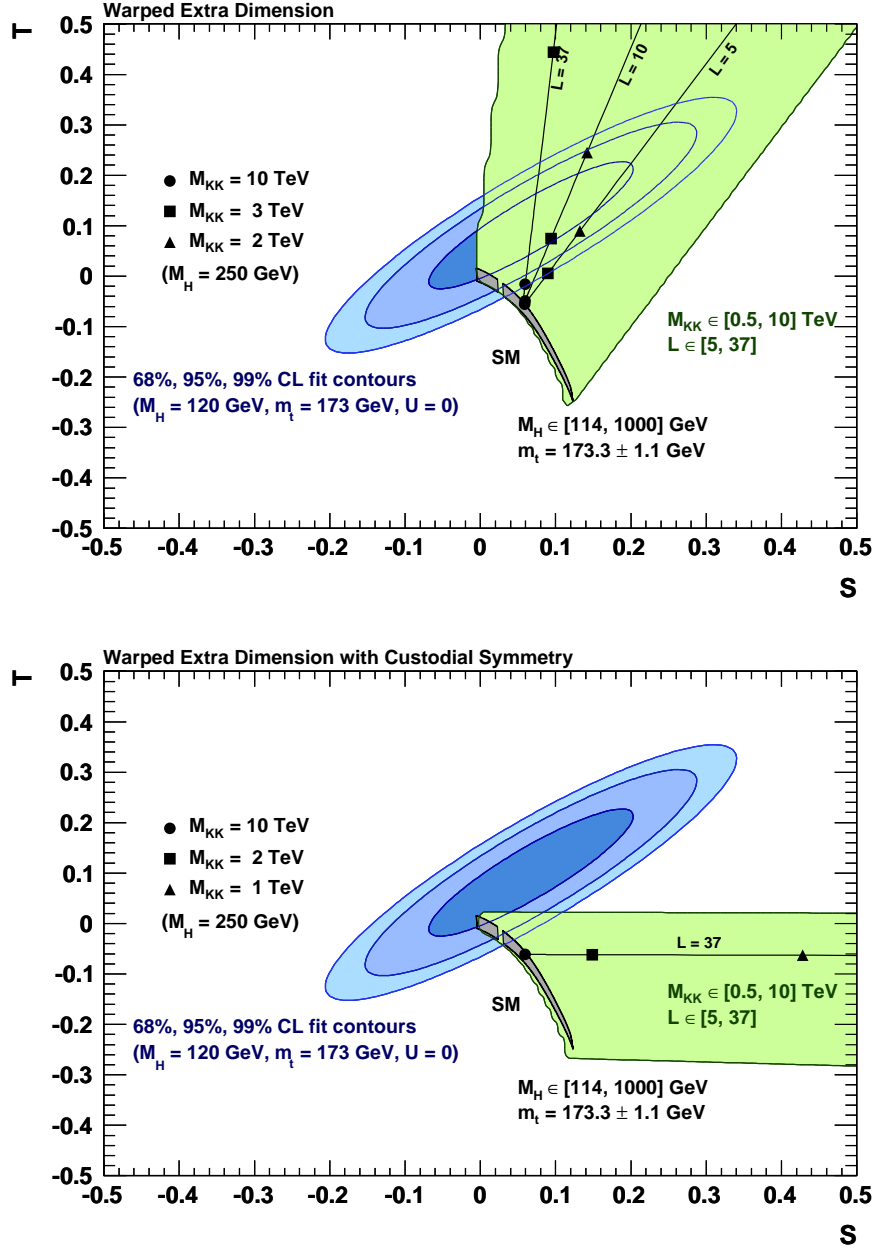 Warped Extra Dimension
T
0.5
0.4
0.3
0.2
0.1
0
-0.1
-0.2
-0.3
-0.4
-0.5
L = 37
L = 10
L = 5
M_KK = 10 TeV
M_KK = 3 TeV
M_KK = 2 TeV
(M_H = 250 GeV)
M_KK ∈ [0.5, 10] TeV
L ∈ [5, 37]
SM
68%, 95%, 99% CL fit contours
(M_H = 120 GeV, m_t = 173 GeV, U = 0)
M_H ∈ [114, 1000] GeV
m_t = 173.3 ± 1.1 GeV
-0.5 -0.4 -0.3 -0.2 -0.1 0 0.1 0.2 0.3 0.4 0.5
S
Warped Extra Dimension with Custodial Symmetry
T
0.5
0.4
0.3
0.2
0.1
0
-0.1
-0.2
-0.3
-0.4
-0.5
M_KK = 10 TeV
M_KK = 2 TeV
M_KK = 1 TeV
(M_H = 250 GeV)
L = 37
M_KK ∈ [0.5, 10] TeV
L ∈ [5, 37]
SM
68%, 95%, 99% CL fit contours
(M_H = 120 GeV, m_t = 173 GeV, U = 0)
M_H ∈ [114, 1000] GeV
m_t = 173.3 ± 1.1 GeV
-0.5 -0.4 -0.3 -0.2 -0.1 0 0.1 0.2 0.3 0.4 0.5
S